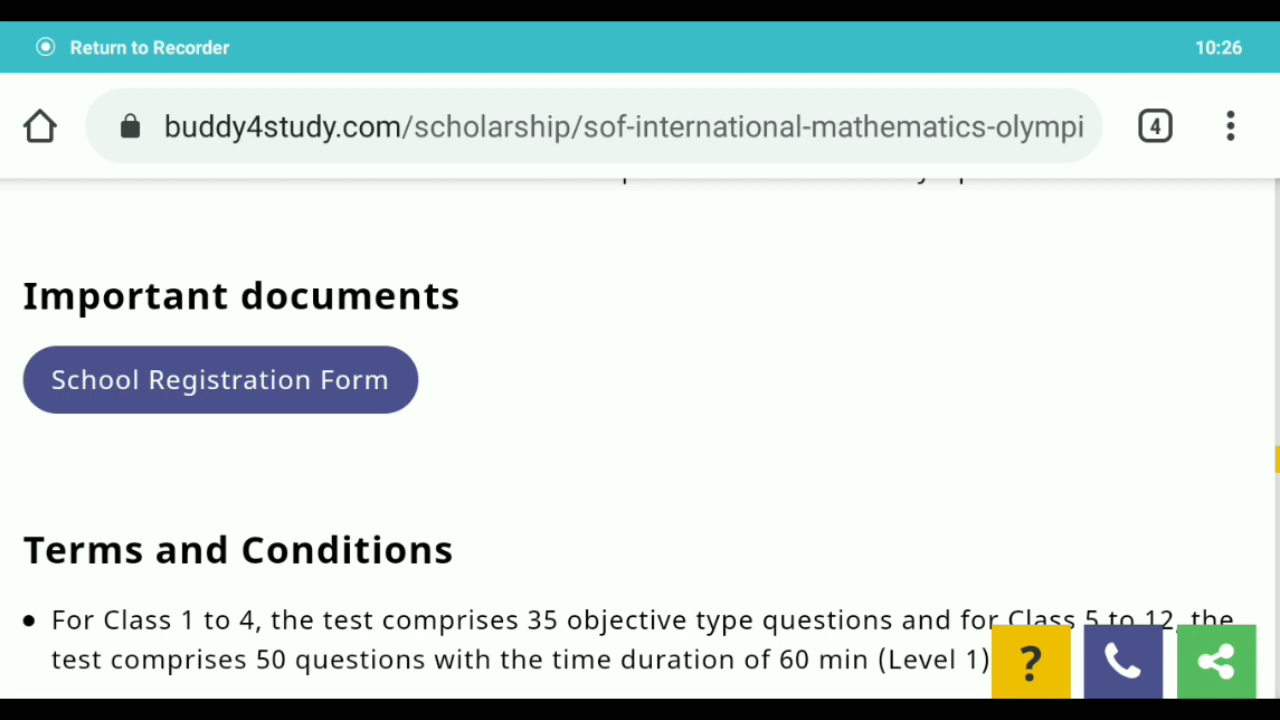 Return to Recorder 10:26
buddy4study.com/scholarship/sof-international-mathematics-olympi 4
Important documents
School Registration Form
Terms and Conditions
• For Class 1 to 4, the test comprises 35 objective type questions and for Class 5 to 12, the
test comprises 50 questions with the time duration of 60 min (Level 1)
?